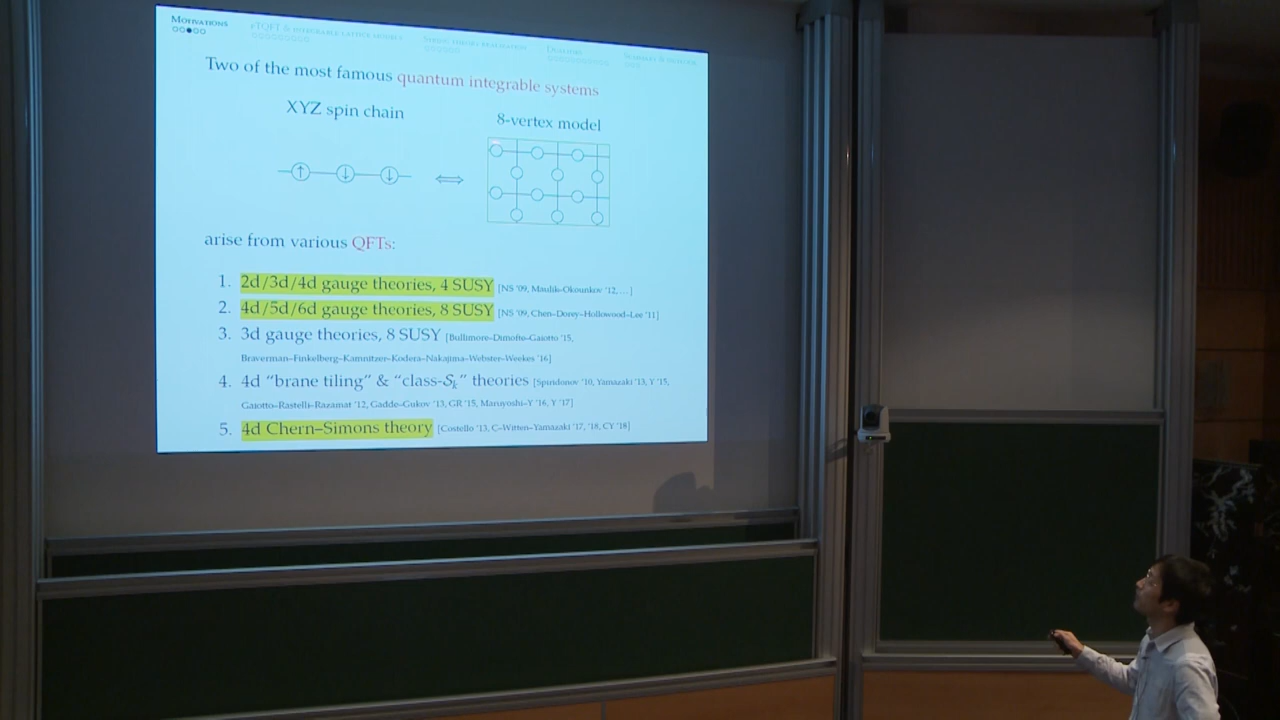 MOTIVATIONS
Two of the most famous quantum integrable systems
XYZ spin chain
8-vertex model
arise from various QFTs:
1. 2d/3d/4d gauge theories, 4 SUSY [NS '09, Maulik–Okounkov '12, ...]
2. 4d/5d/6d gauge theories, 8 SUSY [NS '09, Chen–Dorey–Hollowood–Lee '11]
3. 3d gauge theories, 8 SUSY [Bullimore–Dimofte–Gaiotto '15,
Braverman–Finkelberg–Kamnitzer–Kodera–Nakajima–Webster–Weekes '16]
4. 4d "brane tiling" & "class-𝒮ₖ" theories [Spiridonov '10, Yamazaki '13, Y '15,
Gaiotto–Rastelli–Razamat '12, Gadde–Gukov '13, GR '15, Maruyoshi–Y '16, Y '17]
5. 4d Chern–Simons theory [Costello '13, C–Witten–Yamazaki '17, '18, CY '18]